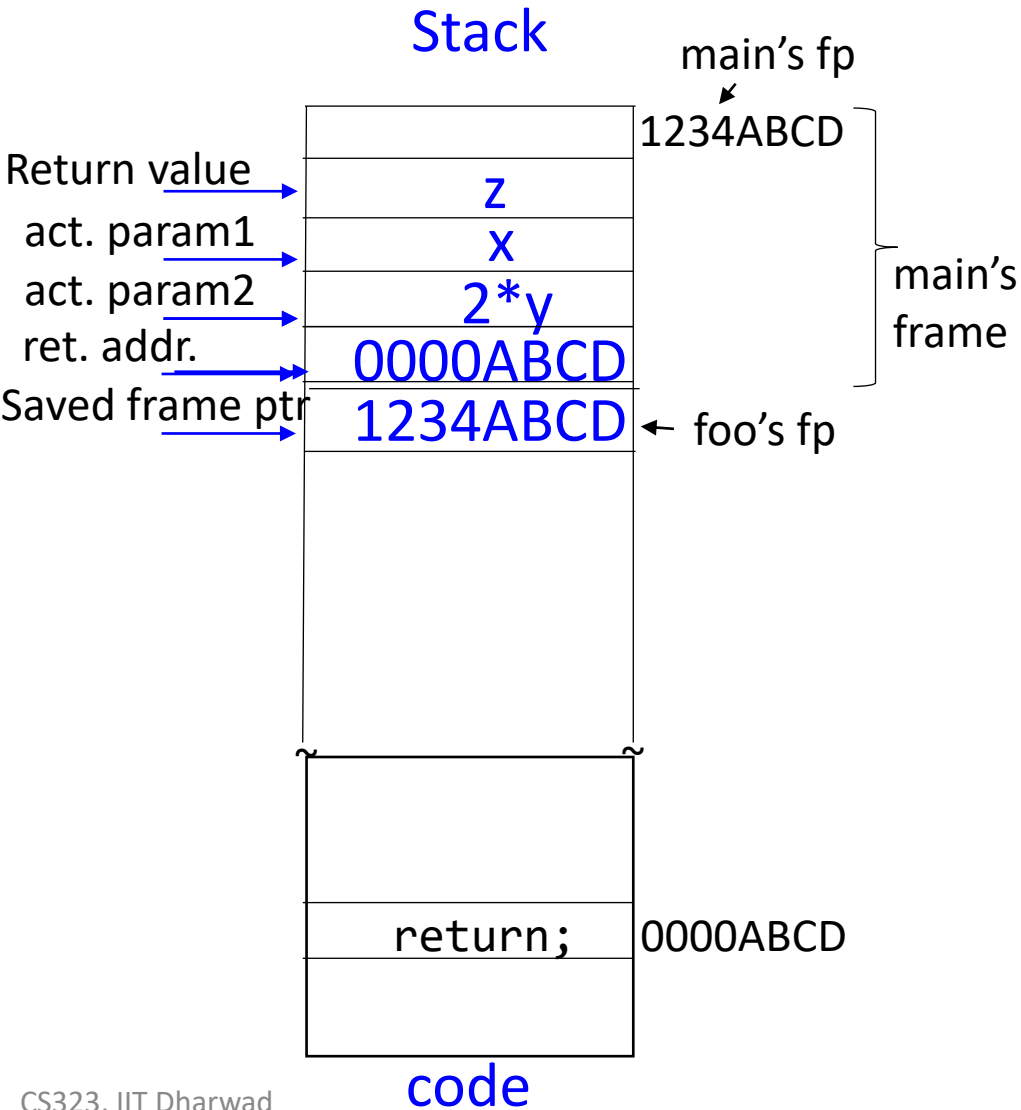 Stack
main's fp
1234ABCD
Return value
z
act. param1
x
act. param2
2*y
main's
frame
ret. addr.
0000ABCD
Saved frame ptr
1234ABCD
foo's fp
~
~
return;
0000ABCD
code
CS323, IIT Dharwad